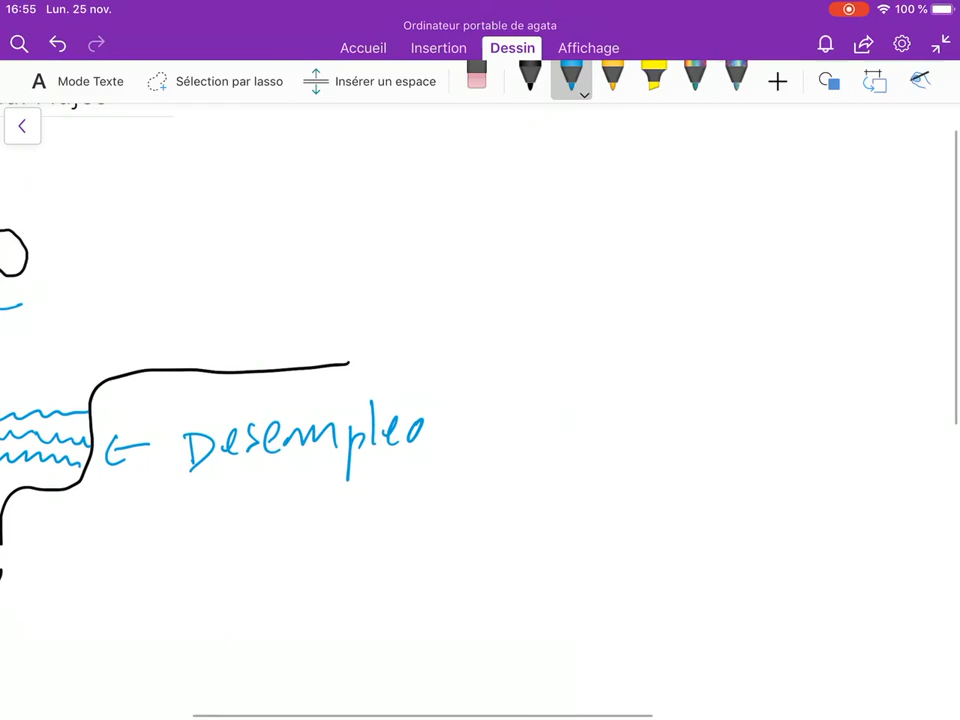 16:55 Lun. 25 nov. 100 %
Ordinateur portable de agata
Accueil Insertion Dessin Affichage
A Mode Texte Sélection par lasso Insérer un espace
← Desempleo